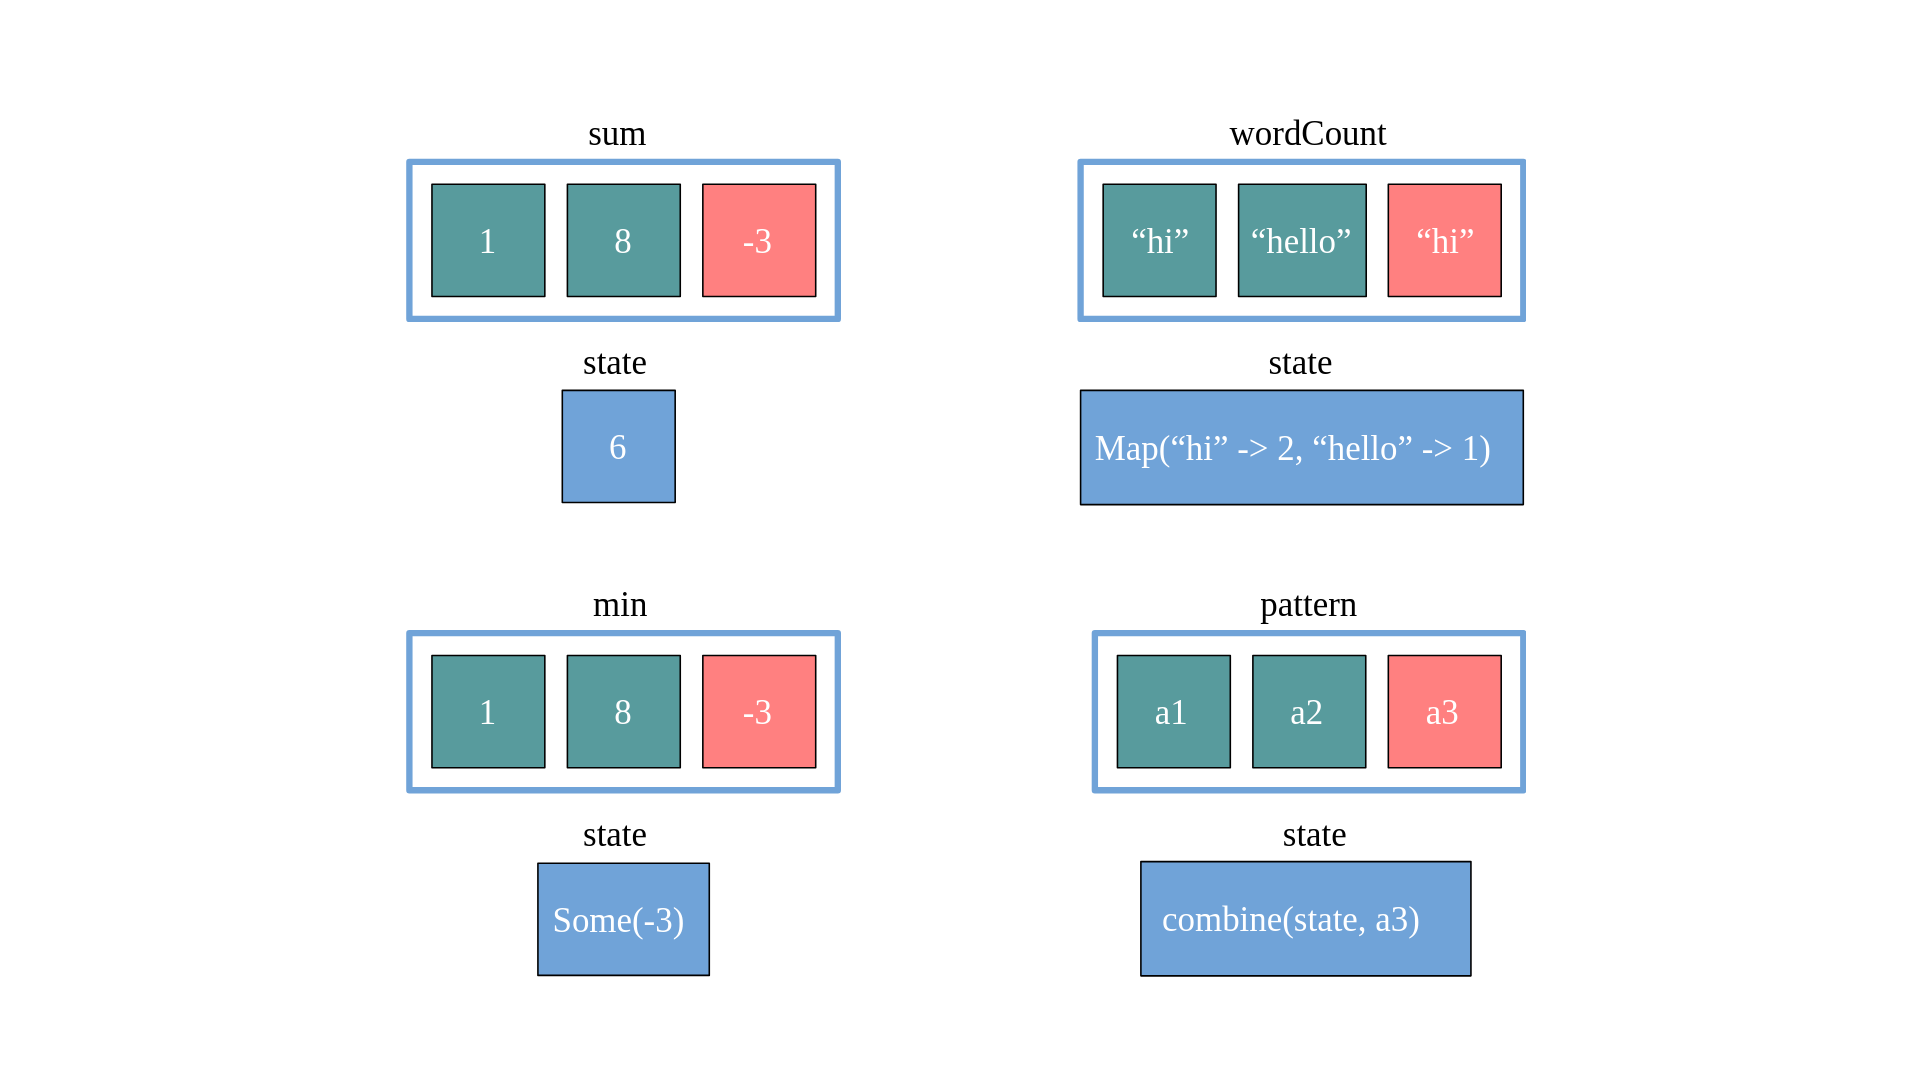 sum
1 8 -3
state
6
wordCount
“hi” “hello” “hi”
state
Map(“hi” -> 2, “hello” -> 1)
min
1 8 -3
state
Some(-3)
pattern
a1 a2 a3
state
combine(state, a3)